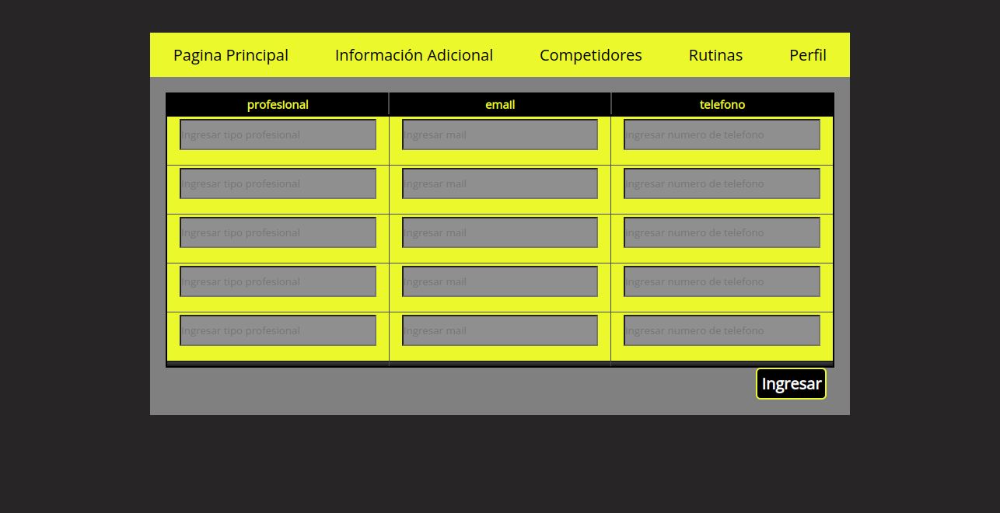 Pagina Principal Información Adicional Competidores Rutinas Perfil
profesional email telefono
Ingresar tipo profesional Ingresar mail ingresar numero de telefono
Ingresar tipo profesional Ingresar mail ingresar numero de telefono
Ingresar tipo profesional Ingresar mail ingresar numero de telefono
Ingresar tipo profesional Ingresar mail ingresar numero de telefono
Ingresar tipo profesional Ingresar mail ingresar numero de telefono
Ingresar